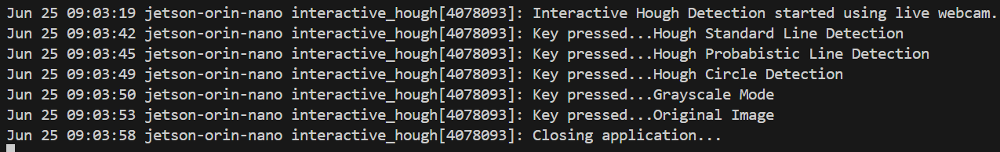 Jun 25 09:03:19 jetson-orin-nano interactive_hough[4078093]: Interactive Hough Detection started using live webcam.
Jun 25 09:03:42 jetson-orin-nano interactive_hough[4078093]: Key pressed...Hough Standard Line Detection
Jun 25 09:03:45 jetson-orin-nano interactive_hough[4078093]: Key pressed...Hough Probabistic Line Detection
Jun 25 09:03:49 jetson-orin-nano interactive_hough[4078093]: Key pressed...Hough Circle Detection
Jun 25 09:03:50 jetson-orin-nano interactive_hough[4078093]: Key pressed...Grayscale Mode
Jun 25 09:03:53 jetson-orin-nano interactive_hough[4078093]: Key pressed...Original Image
Jun 25 09:03:58 jetson-orin-nano interactive_hough[4078093]: Closing application...